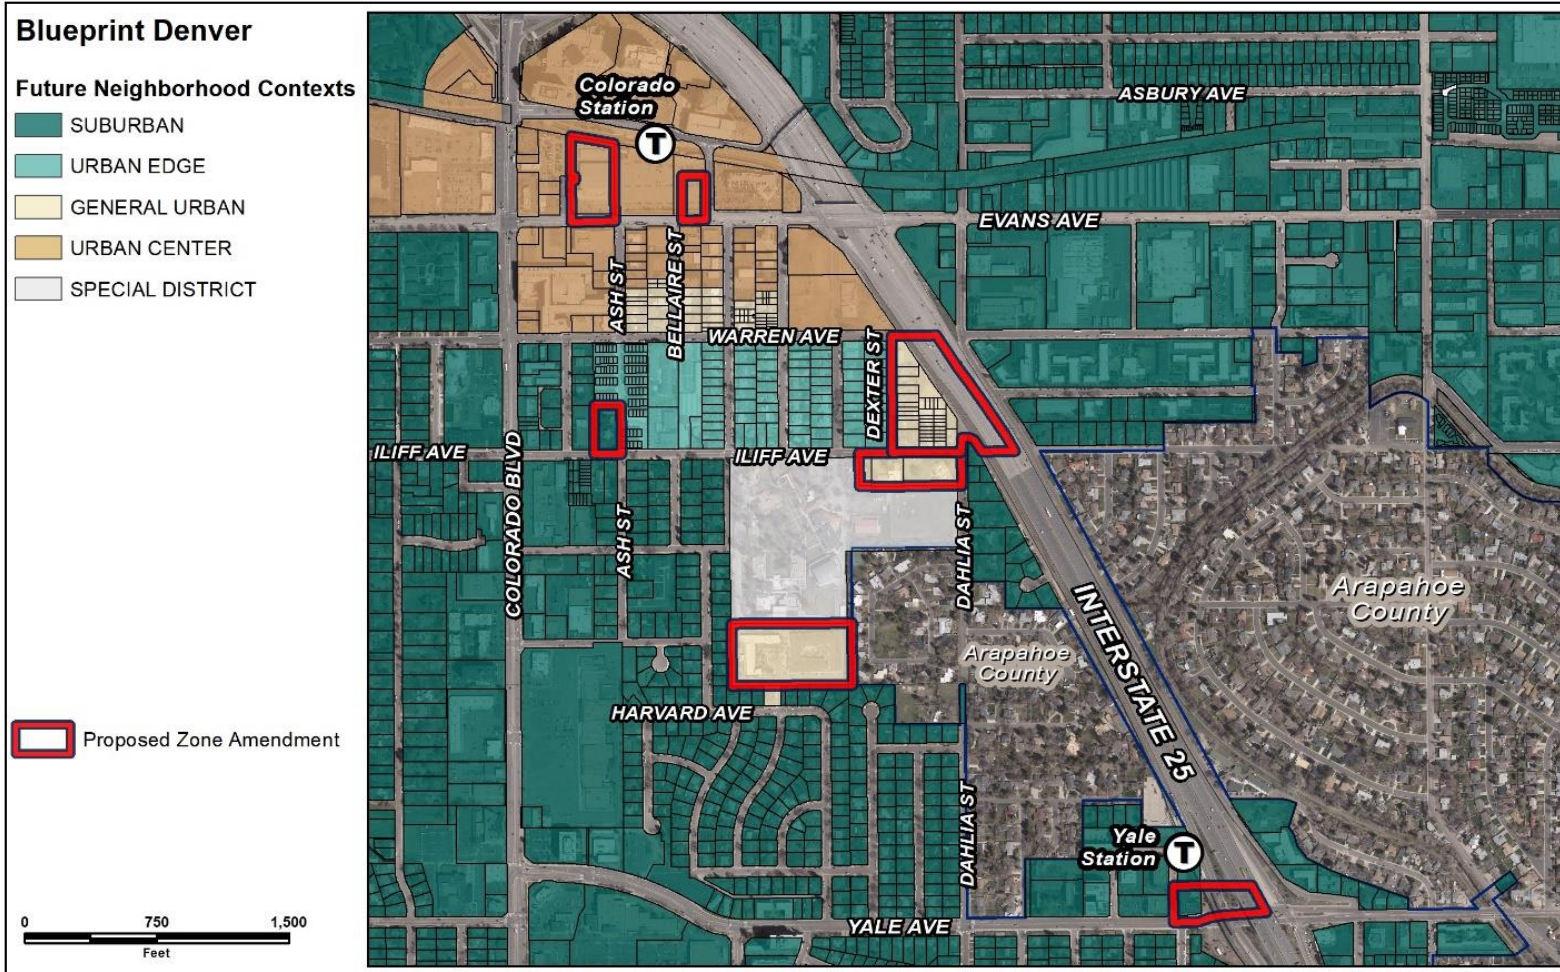 Blueprint Denver
Future Neighborhood Contexts
SUBURBAN
URBAN EDGE
GENERAL URBAN
URBAN CENTER
SPECIAL DISTRICT
Proposed Zone Amendment
0 750 1,500
Feet
Colorado
Station
T
ASBURY AVE
EVANS AVE
ASH ST
BELLAIRE ST
WARREN AVE
DEXTER ST
ILIFF AVE
COLORADO BLVD
ILIFF AVE
ASH ST
DAHLIA ST
INTERSTATE 25
Arapahoe
County
Arapahoe
County
HARVARD AVE
DAHLIA ST
Yale
Station
T
YALE AVE